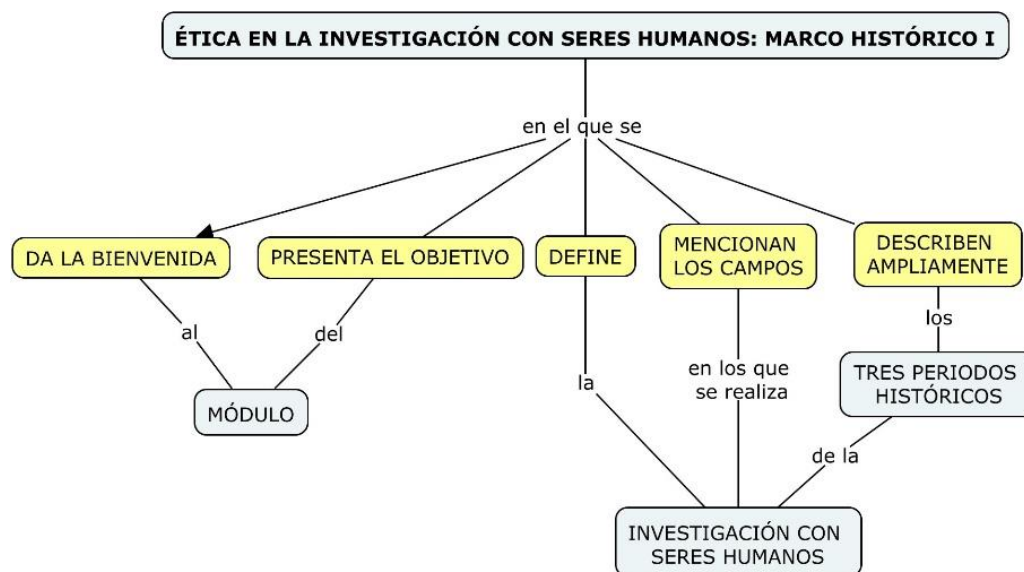 ÉTICA EN LA INVESTIGACIÓN CON SERES HUMANOS: MARCO HISTÓRICO I
en el que se
DA LA BIENVENIDA
PRESENTA EL OBJETIVO
DEFINE
MENCIONAN
LOS CAMPOS
DESCRIBEN
AMPLIAMENTE
al
del
la
en los que
se realiza
los
MÓDULO
TRES PERIODOS
HISTÓRICOS
de la
INVESTIGACIÓN CON
SERES HUMANOS